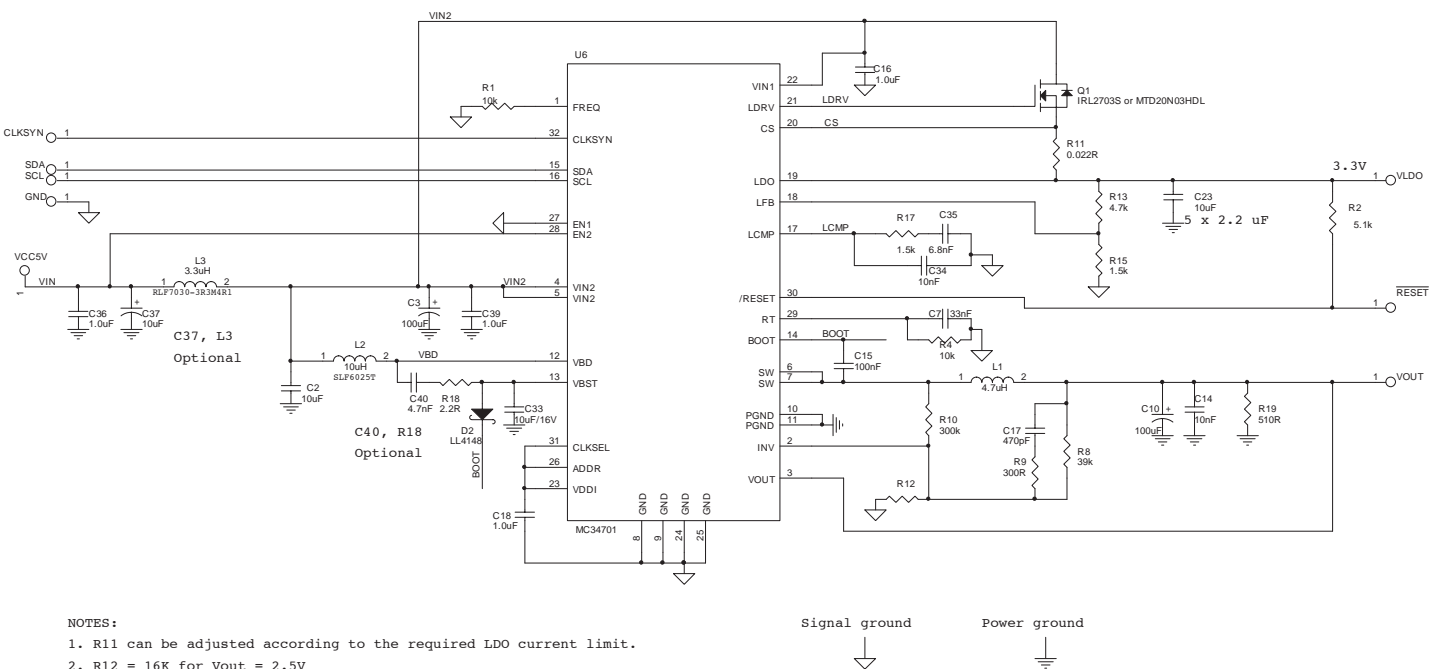 VIN2
U6
C16
1.0uF
R1
10k
1
FREQ
VIN1
22
LDRV
21
LDRV
Q1
IRL2703S or MTD20N03HDL
CS
20
CS
CLKSYN
1
32
CLKSYN
R11
0.022R
SDA
1
15
SDA
SCL
1
16
SCL
3.3V
LDO
19
1
VLDO
GND
1
LFB
18
R13
4.7k
C23
10uF
5 x 2.2 uF
R2
5.1k
27
EN1
28
EN2
LCMP
17
LCMP
R17
1.5k
C35
6.8nF
C34
10nF
R15
1.5k
VCC5V
1
VIN
L3
3.3uH
1
2
RLF7030-3R3M4R1
VIN2
4
VIN2
5
VIN2
/RESET
30
1
RESET
C36
1.0uF
C37
10uF
+
C3
100uF
+
C39
1.0uF
RT
29
C7
33nF
R4
10k
C37, L3
Optional
BOOT
14
BOOT
C15
100nF
L2
1
2
10uH
SLF6025T
VBD
12
VBD
13
VBST
SW
6
SW
7
L1
1
2
4.7uH
1
VOUT
C2
10uF
C40
4.7nF
R18
2.2R
C33
10uF/16V
D2
LL4148
BOOT
C40, R18
Optional
PGND
10
PGND
11
R10
300k
C17
470pF
R9
300R
R8
39k
C10
100uF
+
C14
10nF
R19
510R
INV
2
31
CLKSEL
26
ADDR
23
VDDI
VOUT
3
R12
C18
1.0uF
GND
GND
GND
GND
MC34701
8
9
24
25
NOTES:
1. R11 can be adjusted according to the required LDO current limit.
2. R12 = 16K for Vout = 2.5V
Signal ground
Power ground